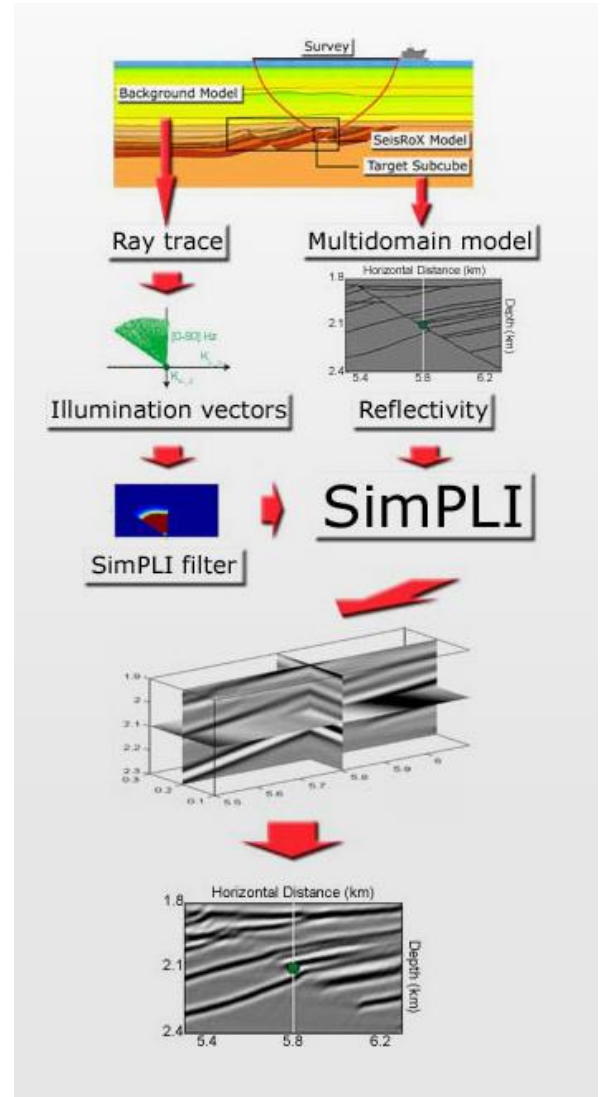 Survey
Background Model
SeisRoX Model
Target Subcube
Ray trace
Multidomain model
Horizontal Distance (km)
1.8
2.1
2.4
5.4 5.8 6.2
Depth (km)
[0-80] Hz
Illumination vectors
Reflectivity
SimPLI filter
SimPLI
1.9
2
2.1
2.2
2.3
0.3
0.2
0.1
5.5
5.6
5.7
5.8
5.9
6
Horizontal Distance (km)
1.8
2.1
2.4
5.4 5.8 6.2
Depth (km)